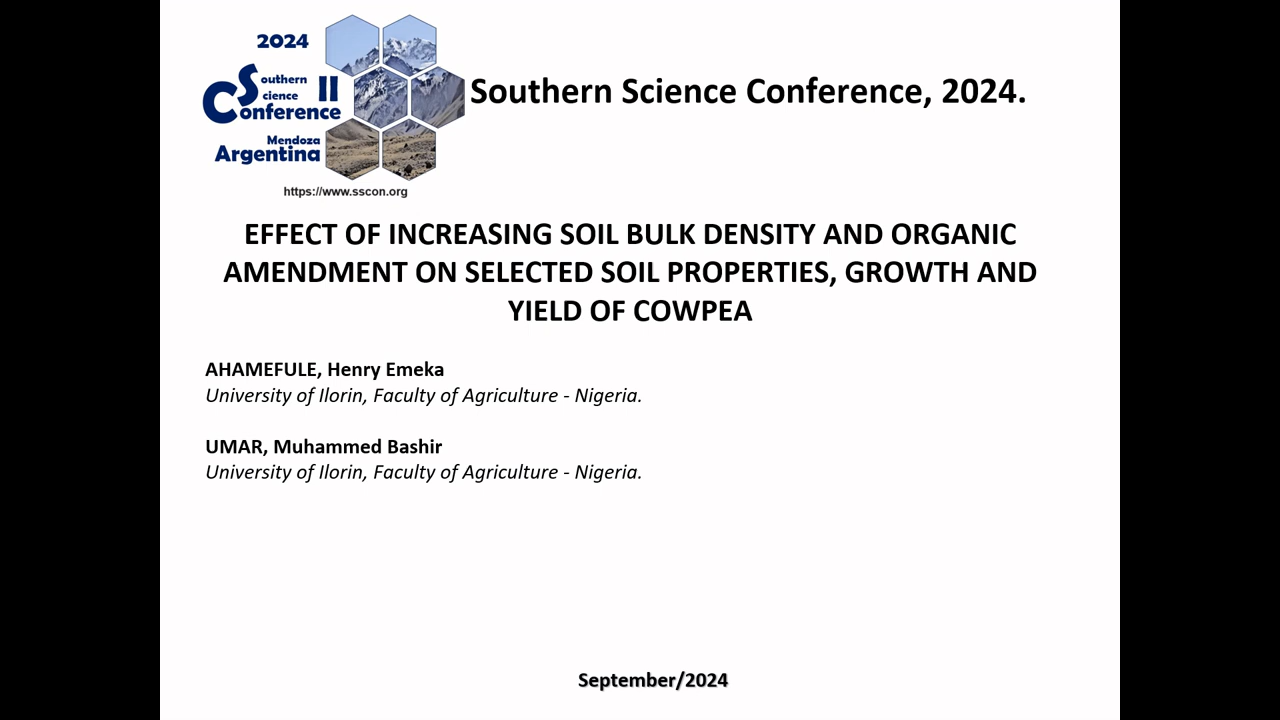 2024
Southern
Science II
Conference
Mendoza
Argentina
https://www.sscon.org
Southern Science Conference, 2024.
EFFECT OF INCREASING SOIL BULK DENSITY AND ORGANIC
AMENDMENT ON SELECTED SOIL PROPERTIES, GROWTH AND
YIELD OF COWPEA
AHAMEFULE, Henry Emeka
University of Ilorin, Faculty of Agriculture - Nigeria.
UMAR, Muhammed Bashir
University of Ilorin, Faculty of Agriculture - Nigeria.
September/2024